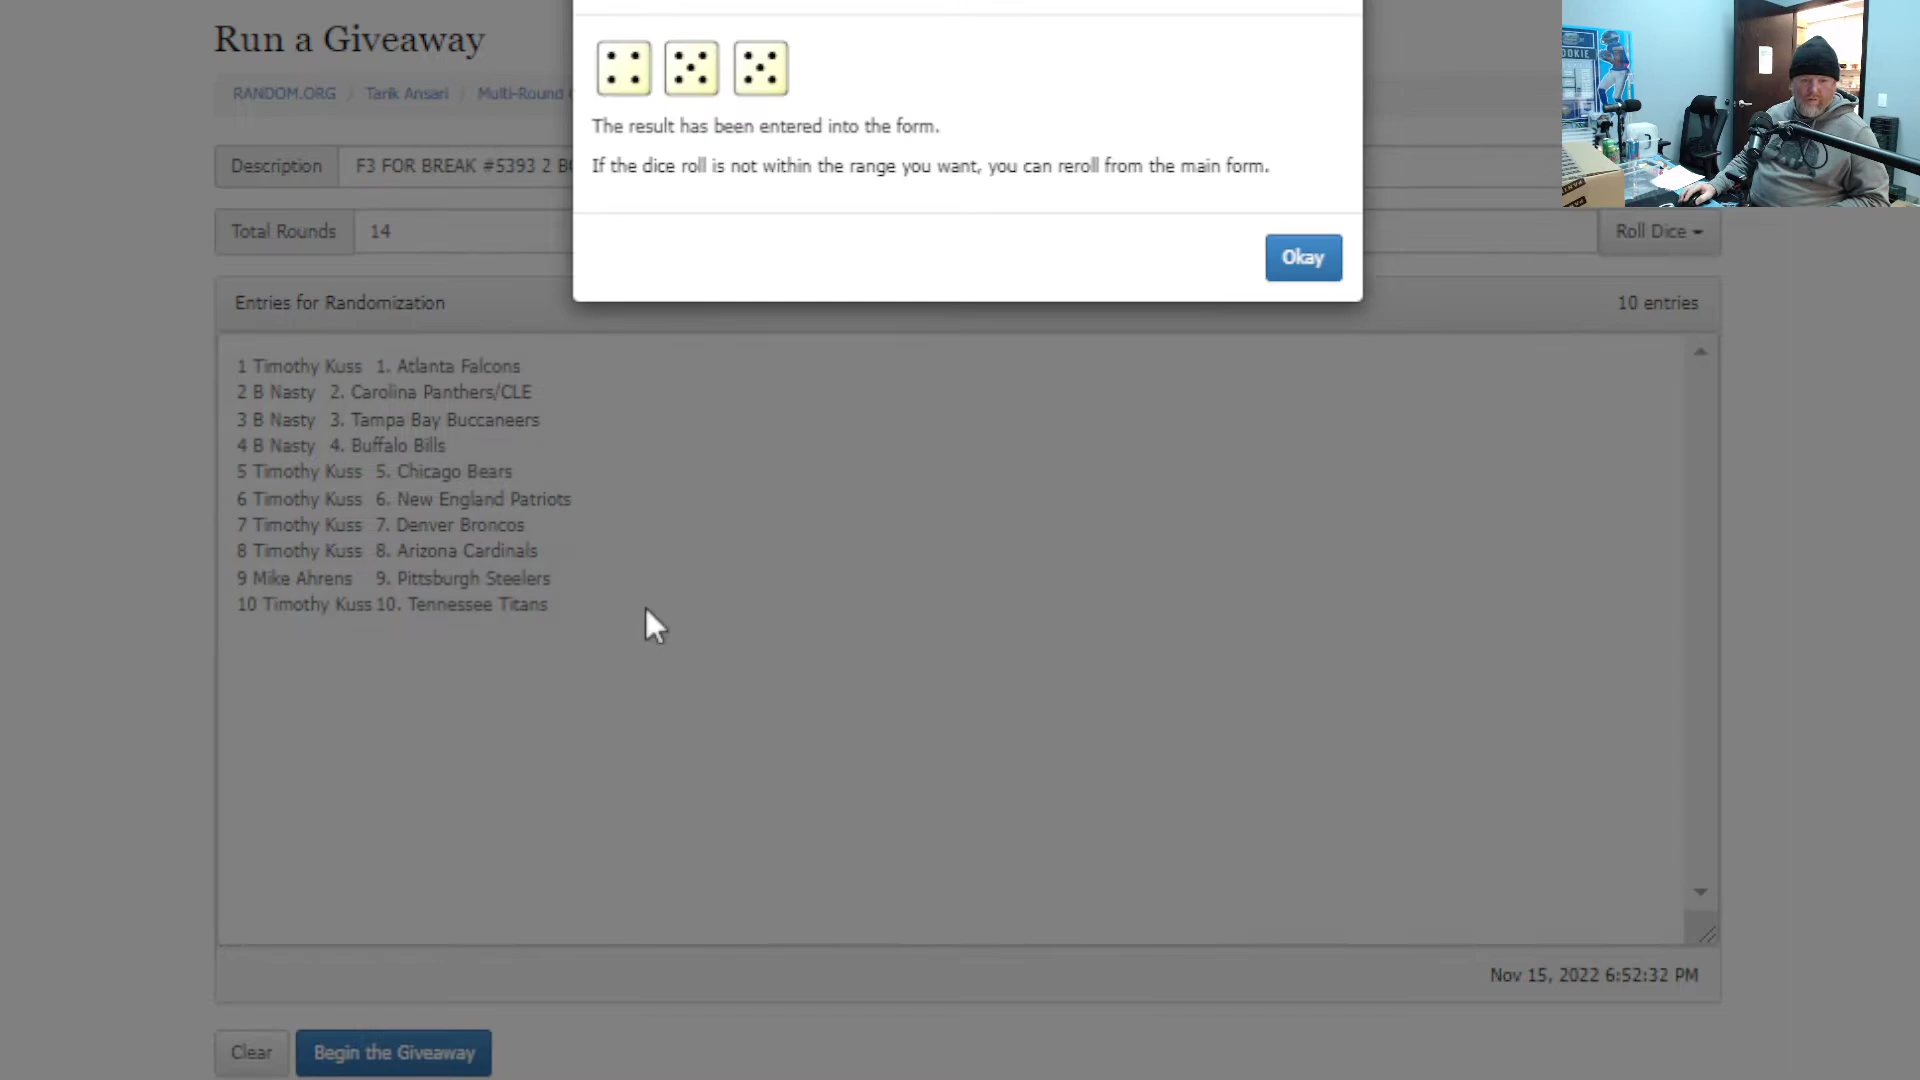 Run a Giveaway
RANDOM.ORG / Tarik Ansari / Multi-Round
The result has been entered into the form.
If the dice roll is not within the range you want, you can reroll from the main form.
Okay
Description F3 FOR BREAK #5393 2 B
Total Rounds 14
Roll Dice
Entries for Randomization
10 entries
1 Timothy Kuss 1. Atlanta Falcons
2 B Nasty 2. Carolina Panthers/CLE
3 B Nasty 3. Tampa Bay Buccaneers
4 B Nasty 4. Buffalo Bills
5 Timothy Kuss 5. Chicago Bears
6 Timothy Kuss 6. New England Patriots
7 Timothy Kuss 7. Denver Broncos
8 Timothy Kuss 8. Arizona Cardinals
9 Mike Ahrens 9. Pittsburgh Steelers
10 Timothy Kuss 10. Tennessee Titans
Nov 15, 2022 6:52:32 PM
Clear
Begin the Giveaway